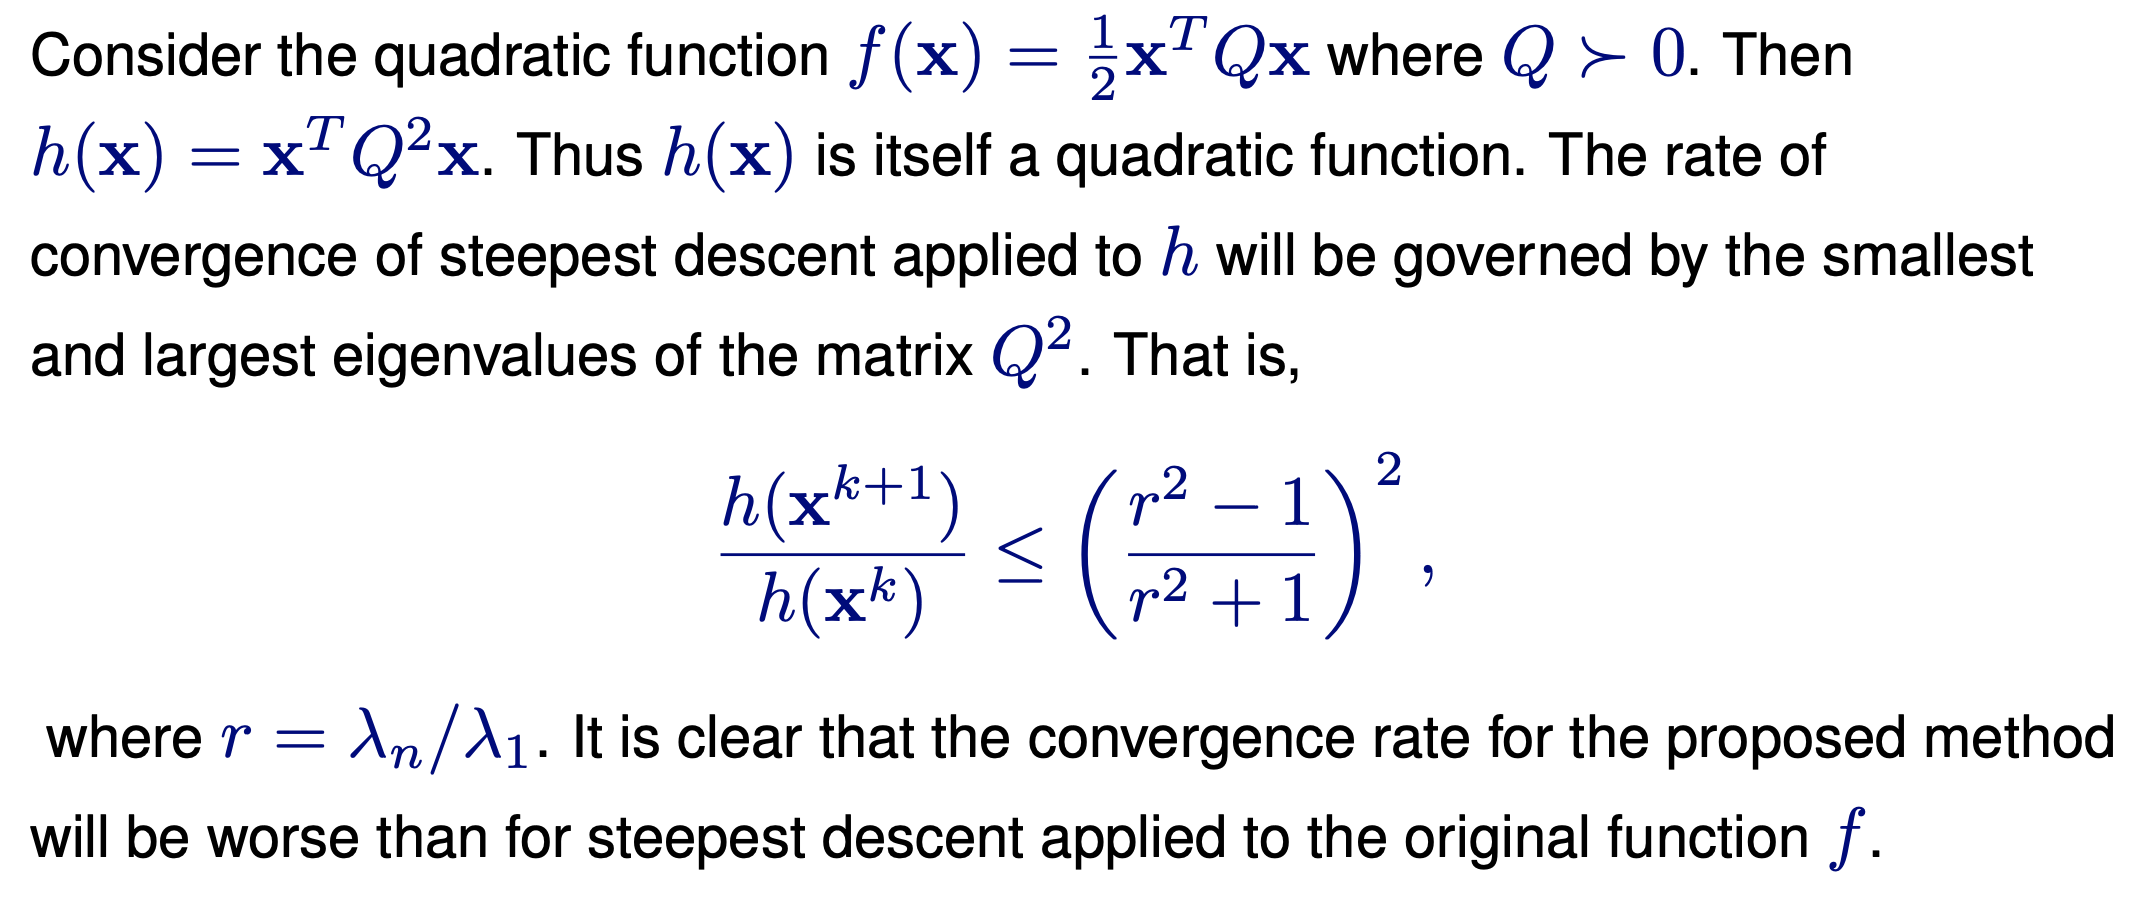 Consider the quadratic function $f(\mathbf{x}) = \frac{1}{2}\mathbf{x}^T Q\mathbf{x}$ where $Q \succ 0$. Then
$h(\mathbf{x}) = \mathbf{x}^T Q^2 \mathbf{x}$. Thus $h(\mathbf{x})$ is itself a quadratic function. The rate of
convergence of steepest descent applied to $h$ will be governed by the smallest
and largest eigenvalues of the matrix $Q^2$. That is,
$\frac{h(\mathbf{x}^{k+1})}{h(\mathbf{x}^k)} \leq \left(\frac{r^2 - 1}{r^2 + 1}\right)^2,$
where $r = \lambda_n/\lambda_1$. It is clear that the convergence rate for the proposed method
will be worse than for steepest descent applied to the original function $f$.